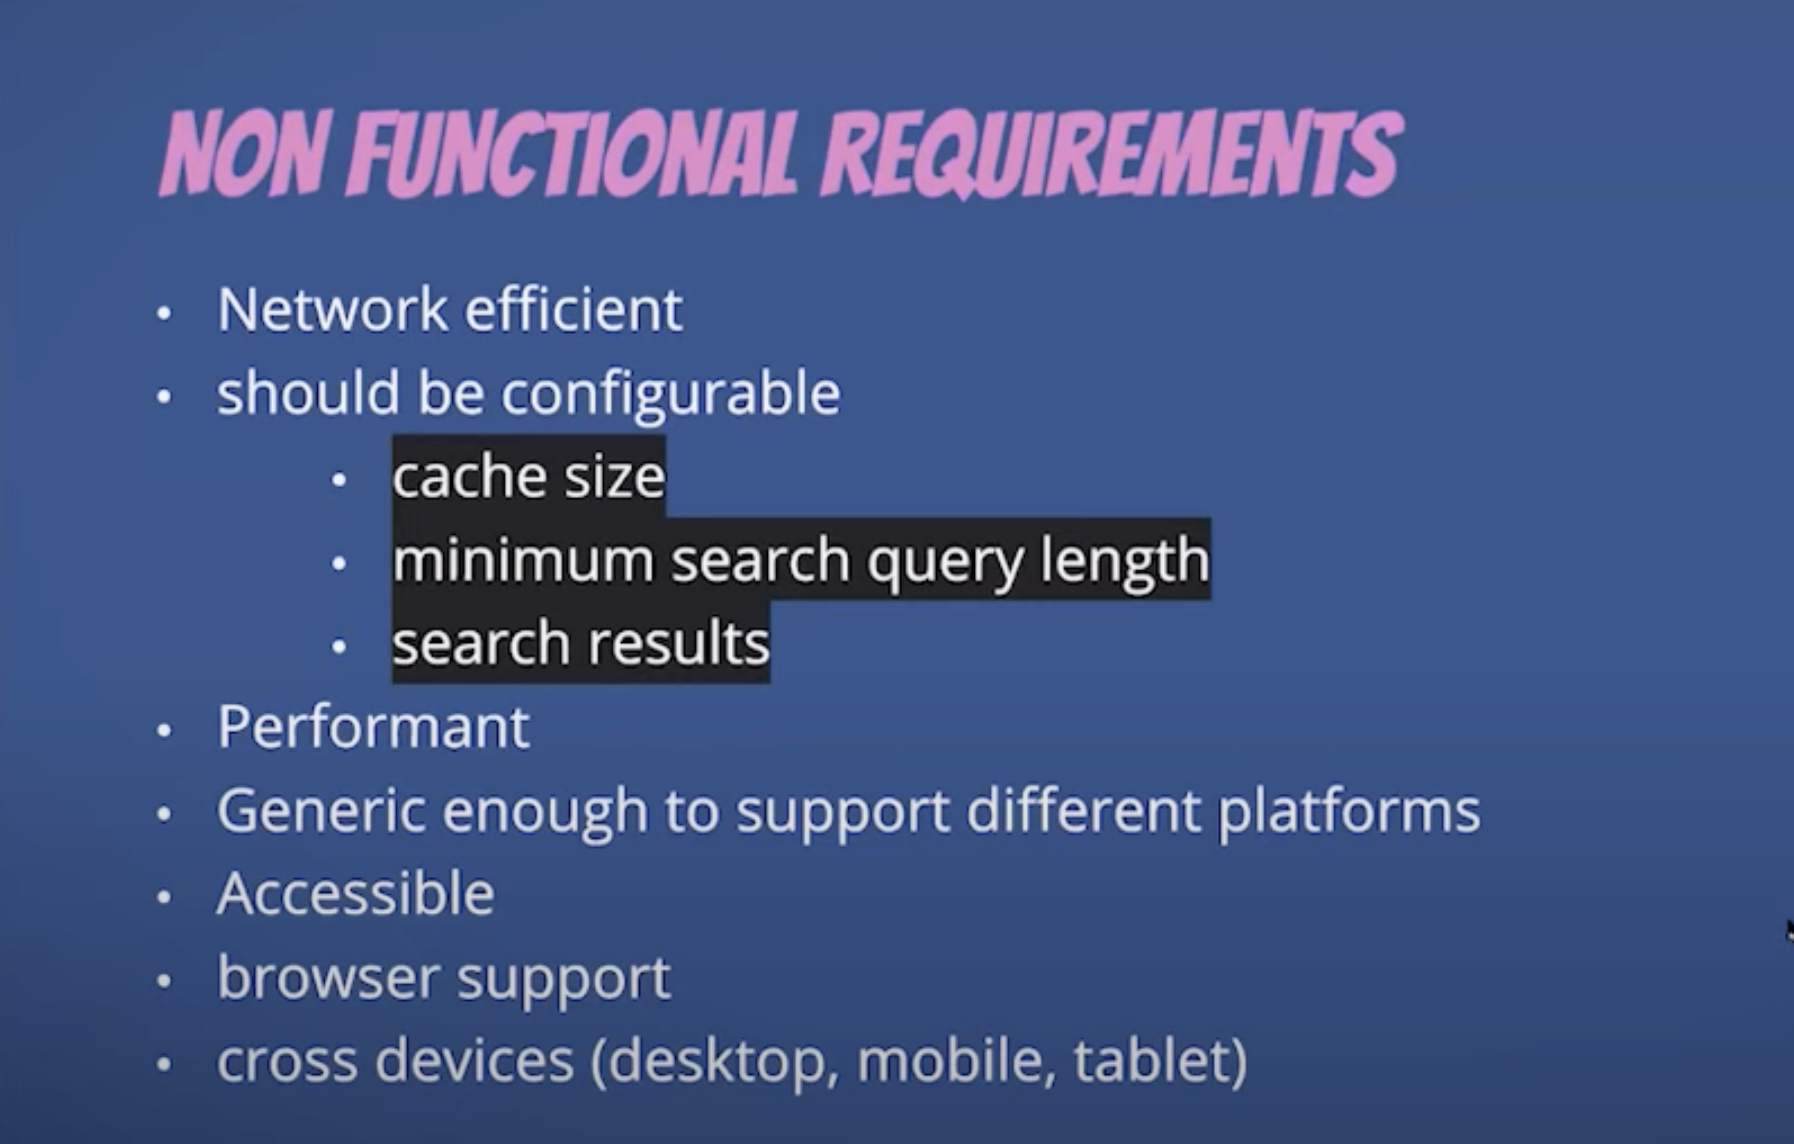 NON FUNCTIONAL REQUIREMENTS
• Network efficient
• should be configurable
• cache size
• minimum search query length
• search results
• Performant
• Generic enough to support different platforms
• Accessible
• browser support
• cross devices (desktop, mobile, tablet)